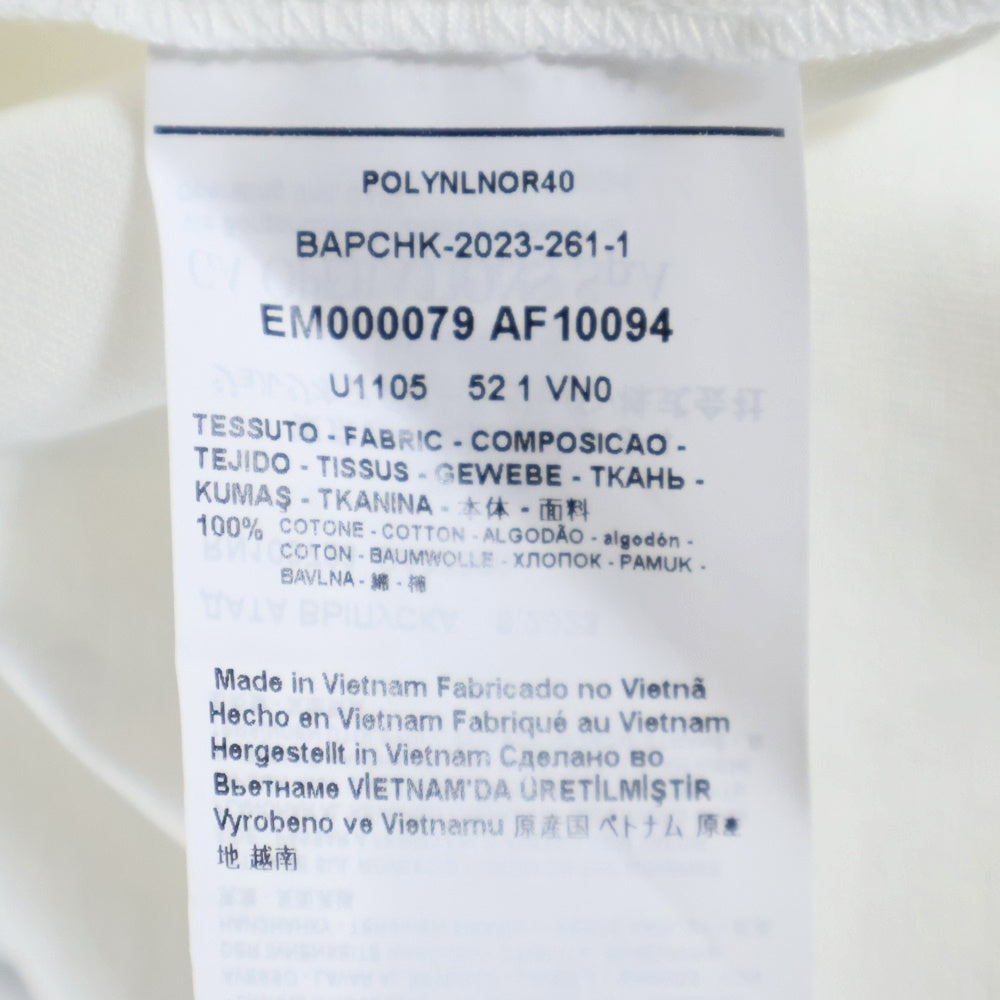 POLYNLNOR40
BAPCHK-2023-261-1
EM000079 AF10094
U1105 52 1 VN0
TESSUTO - FABRIC - COMPOSICAO -
TEJIDO - TISSUS - GEWEBE - ТКАНЬ -
KUMAŞ - TKANINA - 本体 - 面料
100% COTONE - COTTON - ALGODÃO - algodón -
COTON - BAUMWOLLE - ХЛОПОК - PAMUK -
BAVLNA - 綿 - 棉
Made in Vietnam Fabricado no Vietnã
Hecho en Vietnam Fabriqué au Vietnam
Hergestellt in Vietnam Сделано во
Вьетнаме VİETNAM'DA ÜRETİLMİŞTİR
Vyrobeno ve Vietnamu 原産国 ベトナム 原産
地 越南